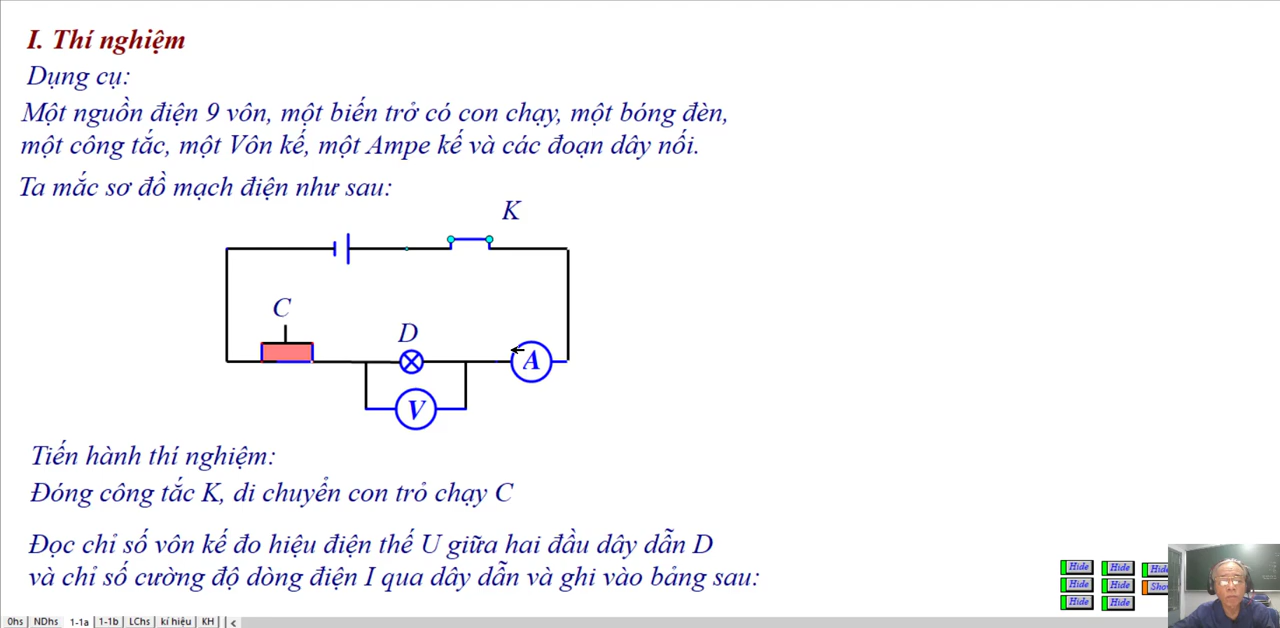 I. Thí nghiệm
Dụng cụ:
Một nguồn điện 9 vôn, một biến trở có con chạy, một bóng đèn,
một công tắc, một Vôn kế, một Ampe kế và các đoạn dây nối.
Ta mắc sơ đồ mạch điện như sau:
K
C
D
A
V
Tiến hành thí nghiệm:
Đóng công tắc K, di chuyển con trỏ chạy C
Đọc chỉ số vôn kế đo hiệu điện thế U giữa hai đầu dây dẫn D
và chỉ số cường độ dòng điện I qua dây dẫn và ghi vào bảng sau:
Hide Hide Hide
Hide Hide Sho
Hide Hide
0hs NDhs 1-1a 1-1b LChs kí hiệu KH <